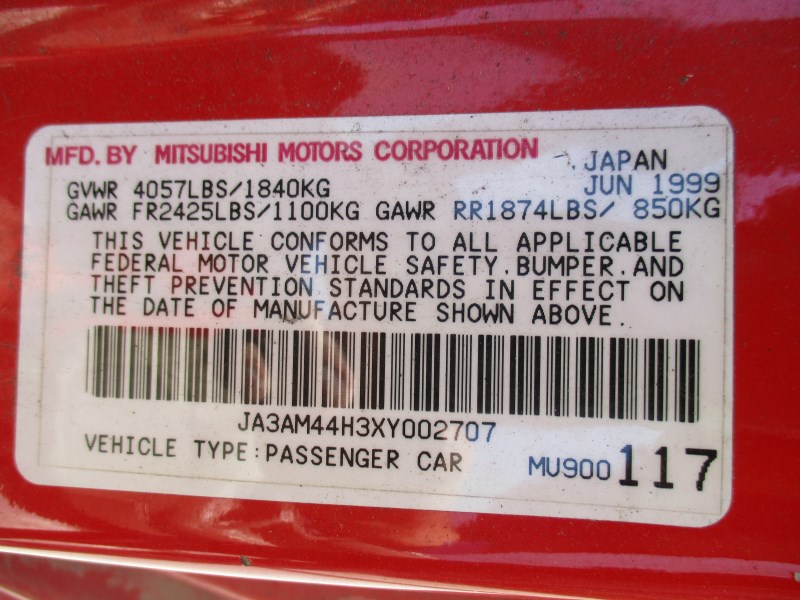 MFD. BY MITSUBISHI MOTORS CORPORATION JAPAN
GVWR 4057LBS/1840KG JUN 1999
GAWR FR2425LBS/1100KG GAWR RR1874LBS/ 850KG
THIS VEHICLE CONFORMS TO ALL APPLICABLE
FEDERAL MOTOR VEHICLE SAFETY.BUMPER.AND
THEFT PREVENTION STANDARDS IN EFFECT ON
THE DATE OF MANUFACTURE SHOWN ABOVE.
JA3AM44H3XY002707
VEHICLE TYPE:PASSENGER CAR MU900117